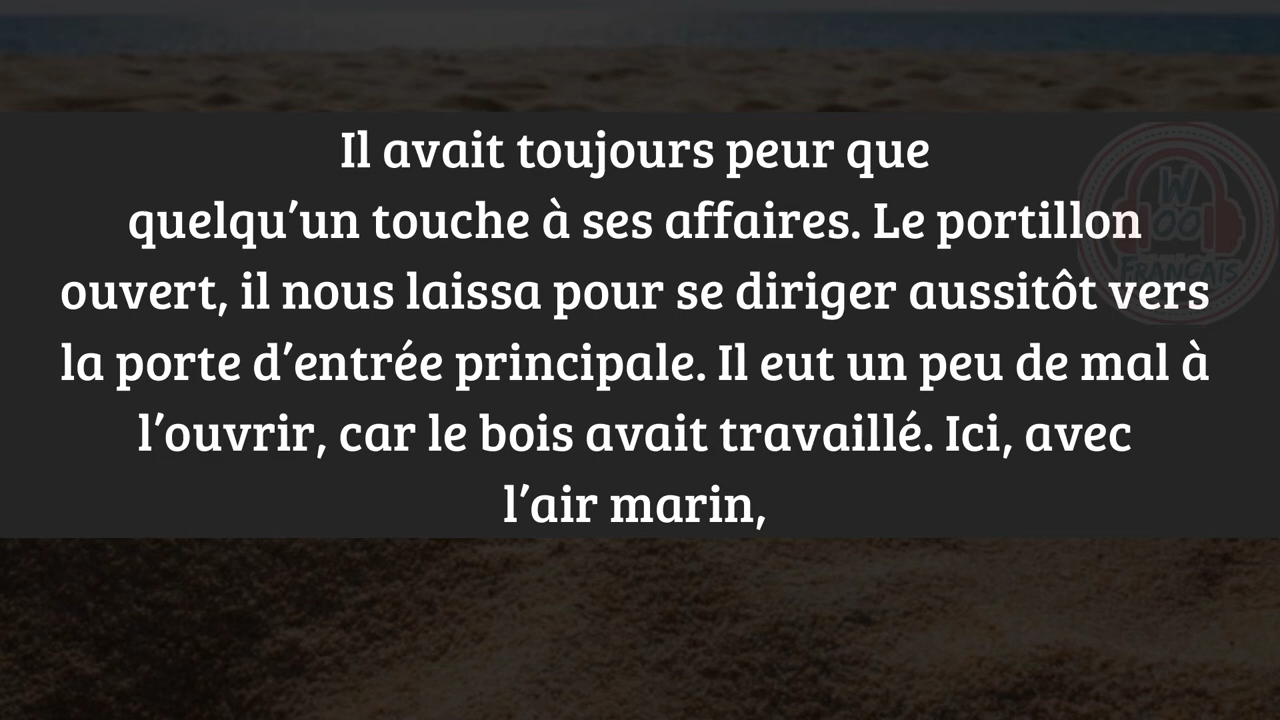 Il avait toujours peur que
quelqu’un touche à ses affaires. Le portillon
ouvert, il nous laissa pour se diriger aussitôt vers
la porte d’entrée principale. Il eut un peu de mal à
l’ouvrir, car le bois avait travaillé. Ici, avec
l’air marin,
W
100
FRANÇAIS